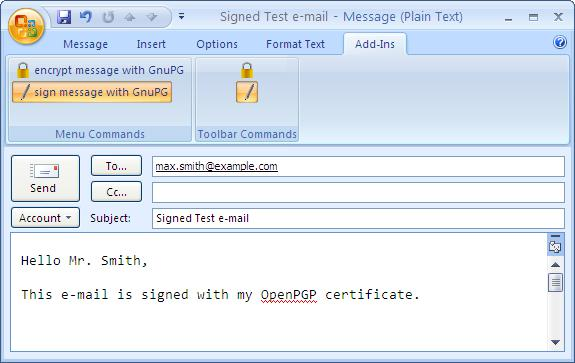 Signed Test e-mail - Message (Plain Text)
Message Insert Options Format Text Add-Ins
encrypt message with GnuPG
sign message with GnuPG
Menu Commands Toolbar Commands
To... max.smith@example.com
Send
Cc...
Account Subject: Signed Test e-mail
Hello Mr. Smith,
This e-mail is signed with my OpenPGP certificate.